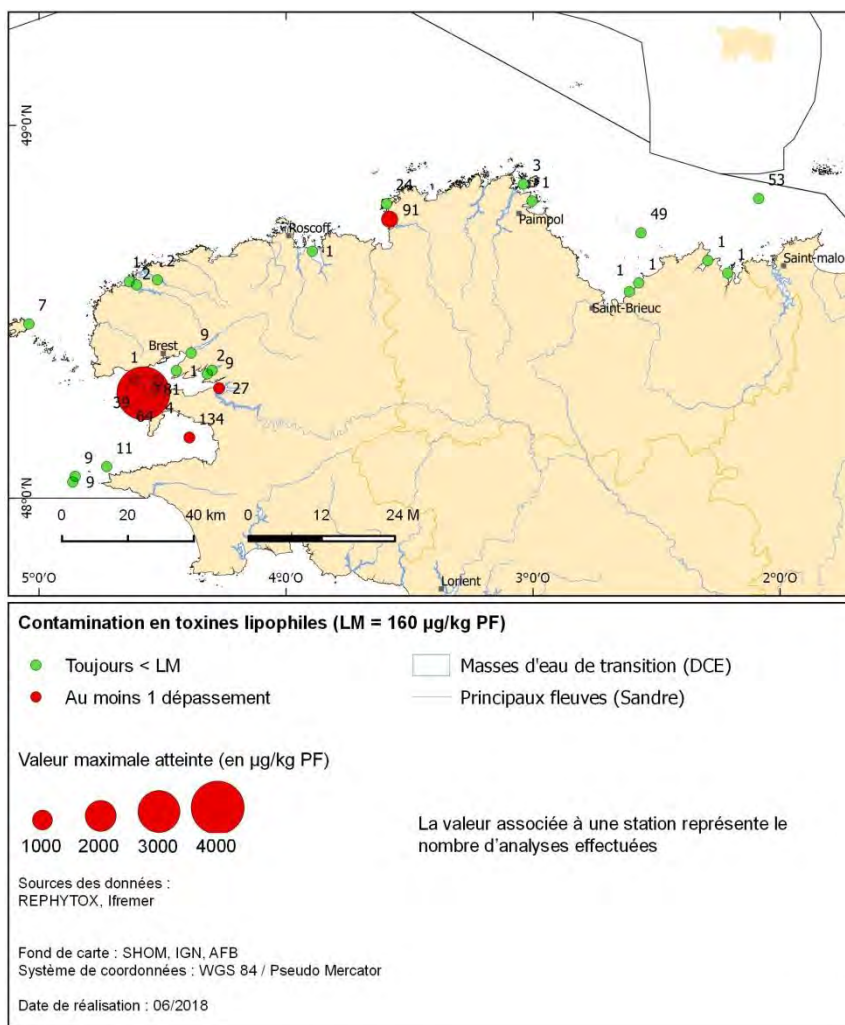 49°0'N
3
1
24
91
53
Paimpol
49
Roscoff
1
1
1
Saint-malo
1
2
2
1
1
Saint-Brieuc
7
9
Brest
1
2
9
1
27
39
64
4
134
11
9
9
48°0'N
0 20 40 km
0 12 24 M
Lorient
5°0'O
4°0'O
3°0'O
2°0'O
Contamination en toxines lipophiles (LM = 160 µg/kg PF)
Toujours < LM
Masses d'eau de transition (DCE)
Au moins 1 dépassement
Principaux fleuves (Sandre)
Valeur maximale atteinte (en µg/kg PF)
1000 2000 3000 4000
La valeur associée à une station représente le
nombre d'analyses effectuées
Sources des données :
REPHYTOX, Ifremer
Fond de carte : SHOM, IGN, AFB
Système de coordonnées : WGS 84 / Pseudo Mercator
Date de réalisation : 06/2018